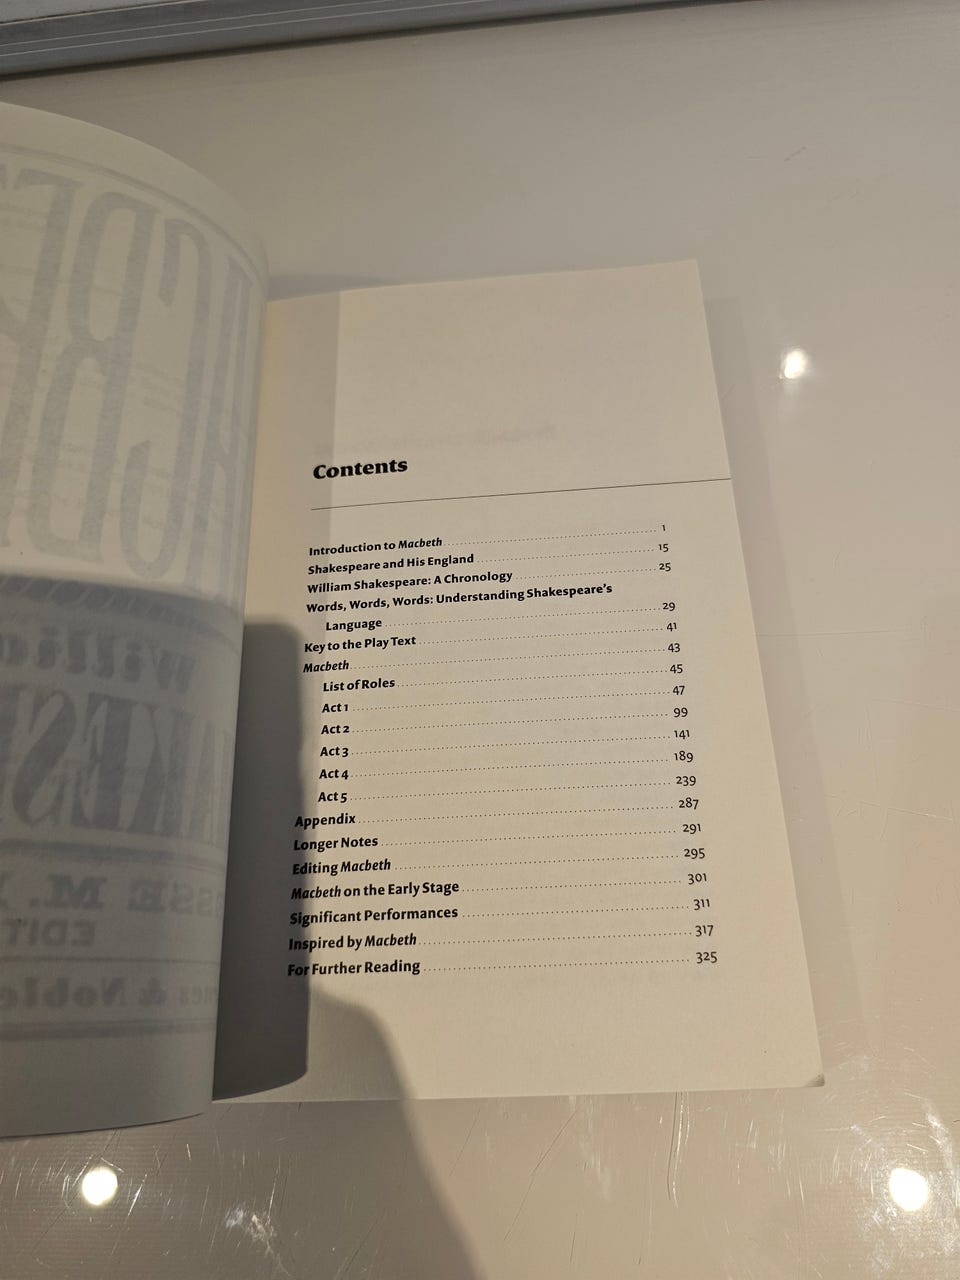 Contents
Introduction to Macbeth 1
Shakespeare and His England 15
William Shakespeare: A Chronology 25
Words, Words, Words: Understanding Shakespeare's
Language 29
Key to the Play Text 41
Macbeth 43
List of Roles 45
Act 1 47
Act 2 99
Act 3 141
Act 4 189
Act 5 239
Appendix 287
Longer Notes 291
Editing Macbeth 295
Macbeth on the Early Stage 301
Significant Performances 311
Inspired by Macbeth 317
For Further Reading 325